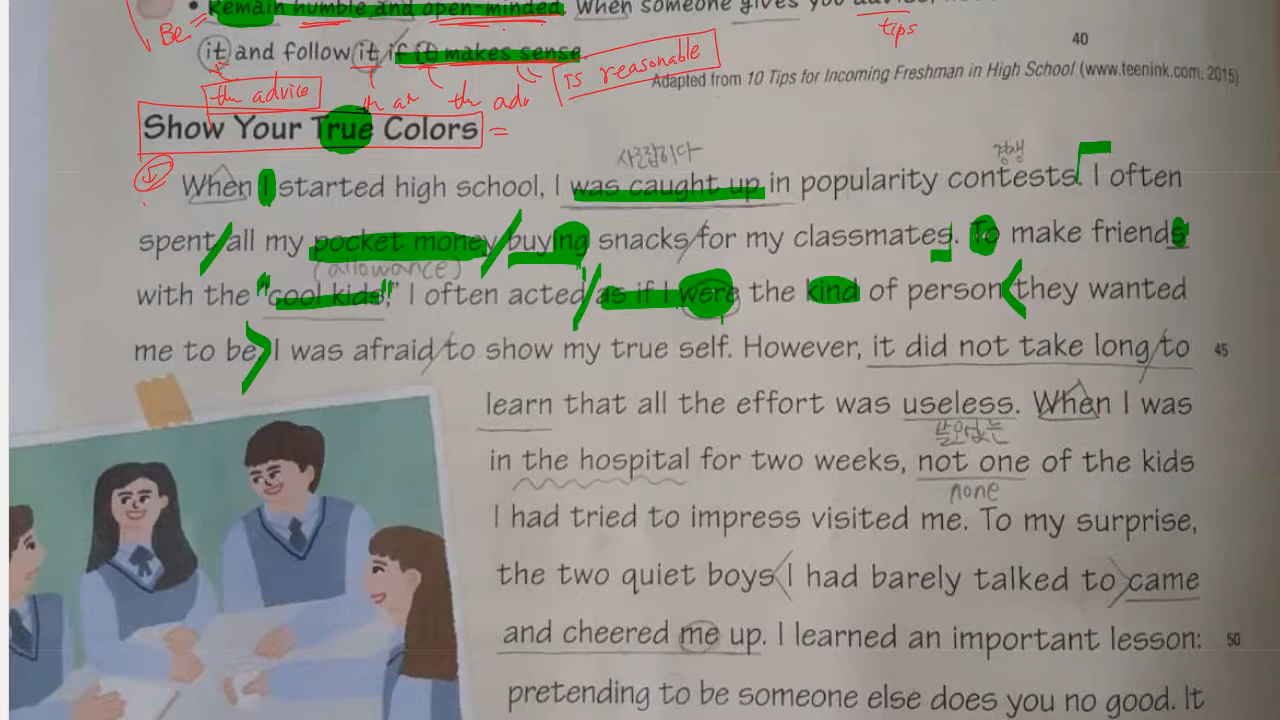 • Remain humble and open-minded. When someone gives you
Be =
tips
it and follow it if it makes sense
is reasonable
40
the advice
Adapted from 10 Tips for Incoming Freshman in High School (www.teenink.com, 2015)
Show Your True Colors =
사로잡히다
경쟁
When I started high school, I was caught up in popularity contests. I often
spent all my pocket money buying snacks for my classmates. To make friends
(allowance)
with the "cool kids," I often acted as if I were the kind of person they wanted
me to be. I was afraid to show my true self. However, it did not take long to
45
learn that all the effort was useless. When I was
쓸모없는
in the hospital for two weeks, not one of the kids
none
I had tried to impress visited me. To my surprise,
the two quiet boys I had barely talked to came
and cheered me up. I learned an important lesson:
50
pretending to be someone else does you no good. It